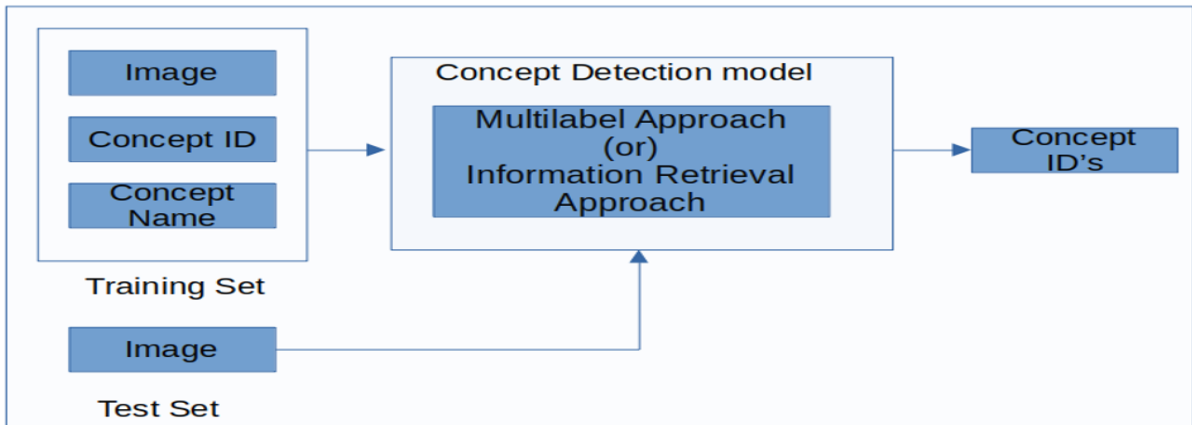 Image
Concept ID
Concept
Name
Training Set
Image
Test Set
Concept Detection model
Multilabel Approach
(or)
Information Retrieval
Approach
Concept
ID's